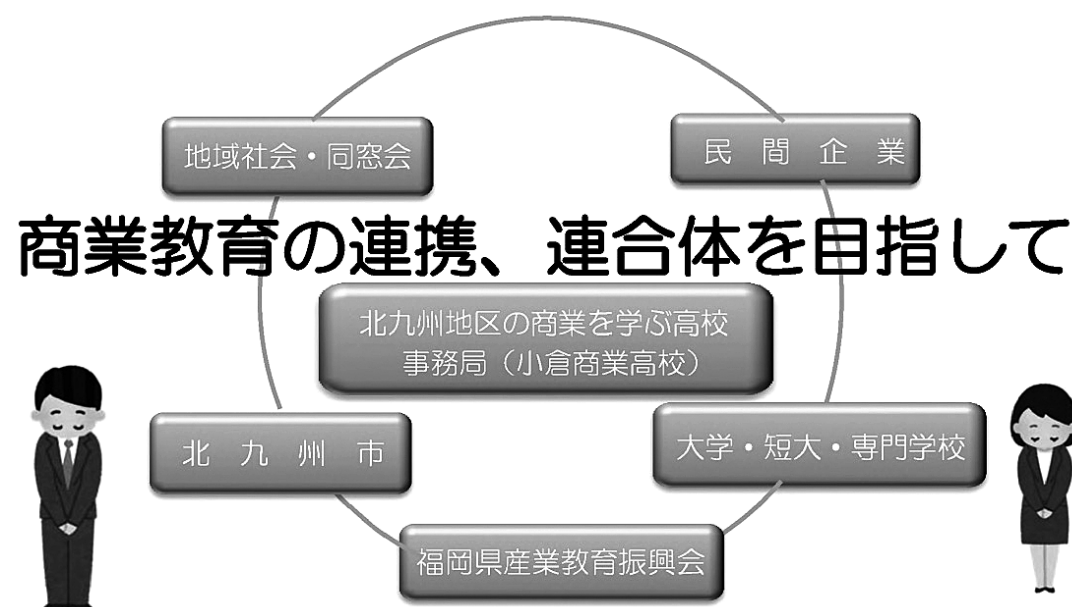 地域社会・同窓会
民間企業
商業教育の連携、連合体を目指して
北九州地区の商業を学ぶ高校
事務局（小倉商業高校）
北九州市
大学・短大・専門学校
福岡県産業教育振興会